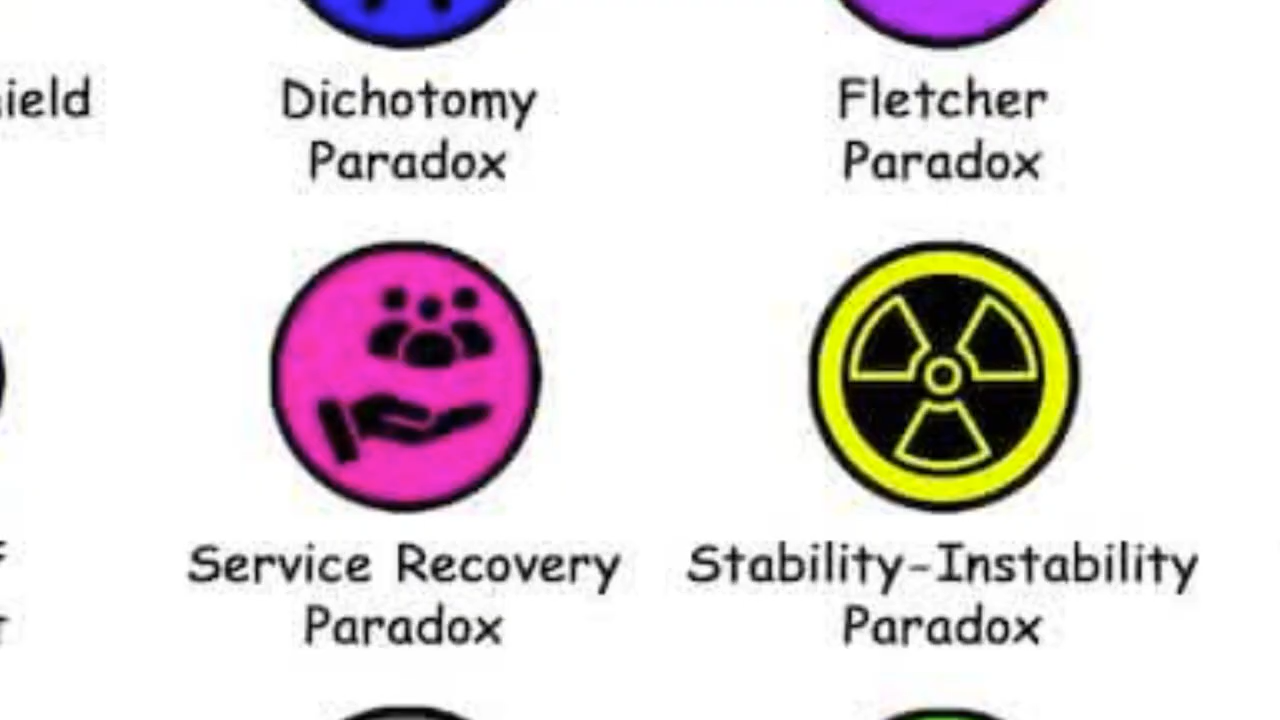 Dichotomy
Paradox
Fletcher
Paradox
Service Recovery
Paradox
Stability-Instability
Paradox